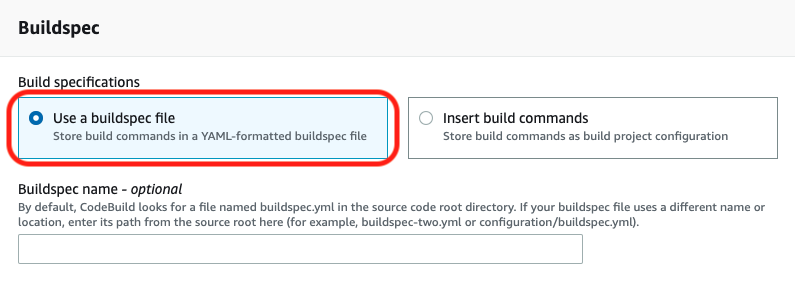 Buildspec
Build specifications
Use a buildspec file
Store build commands in a YAML-formatted buildspec file
Insert build commands
Store build commands as build project configuration
Buildspec name - optional
By default, CodeBuild looks for a file named buildspec.yml in the source code root directory. If your buildspec file uses a different name or
location, enter its path from the source root here (for example, buildspec-two.yml or configuration/buildspec.yml).